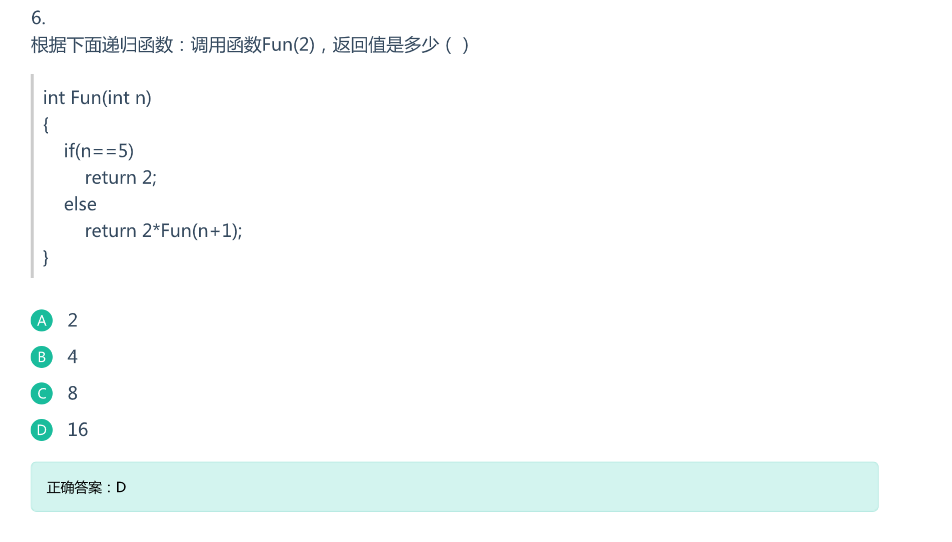 6.
根据下面递归函数：调用函数Fun(2)，返回值是多少（ ）
int Fun(int n)
{
if(n==5)
return 2;
else
return 2*Fun(n+1);
}
A 2
B 4
C 8
D 16
正确答案：D